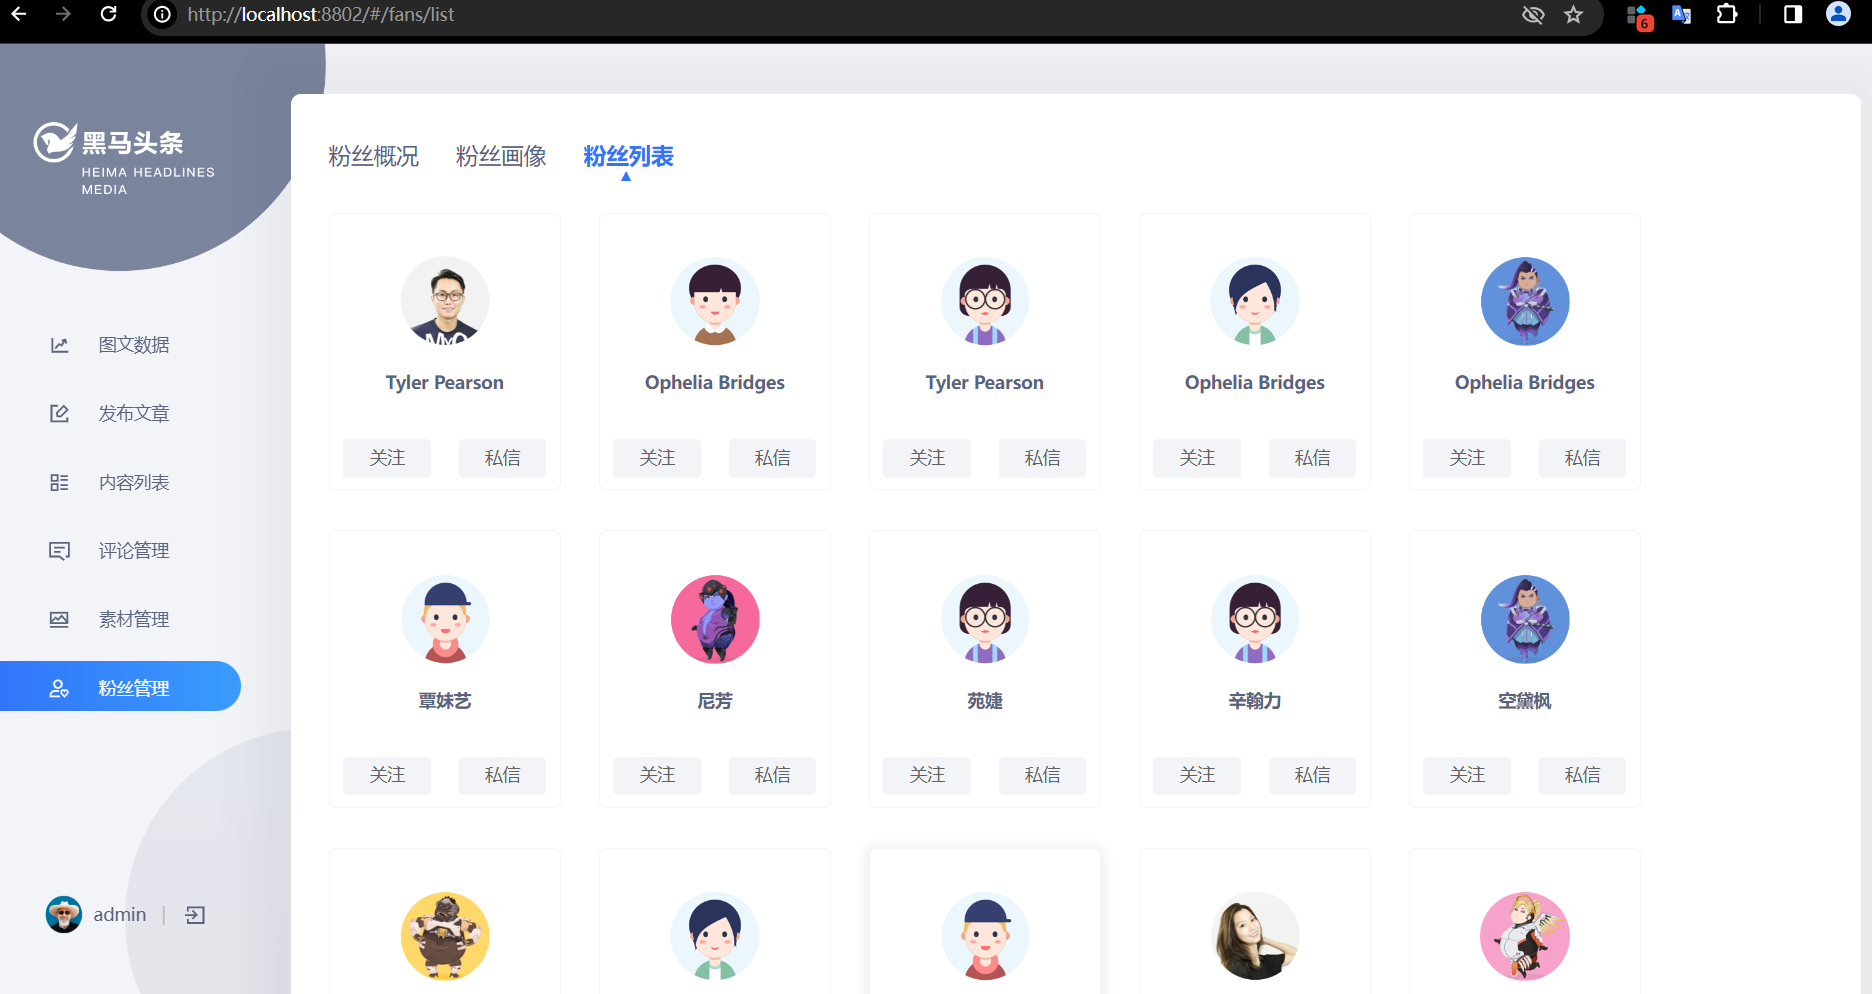 http://localhost:8802/#/fans/list
6
黑马头条
HEIMA HEADLINES
MEDIA
粉丝概况 粉丝画像 粉丝列表
图文数据
发布文章
内容列表
评论管理
素材管理
粉丝管理
admin
Tyler Pearson Ophelia Bridges Tyler Pearson Ophelia Bridges Ophelia Bridges
关注 私信 关注 私信 关注 私信 关注 私信 关注 私信
覃妹艺 尼芳 苑婕 辛翰力 空黛枫
关注 私信 关注 私信 关注 私信 关注 私信 关注 私信